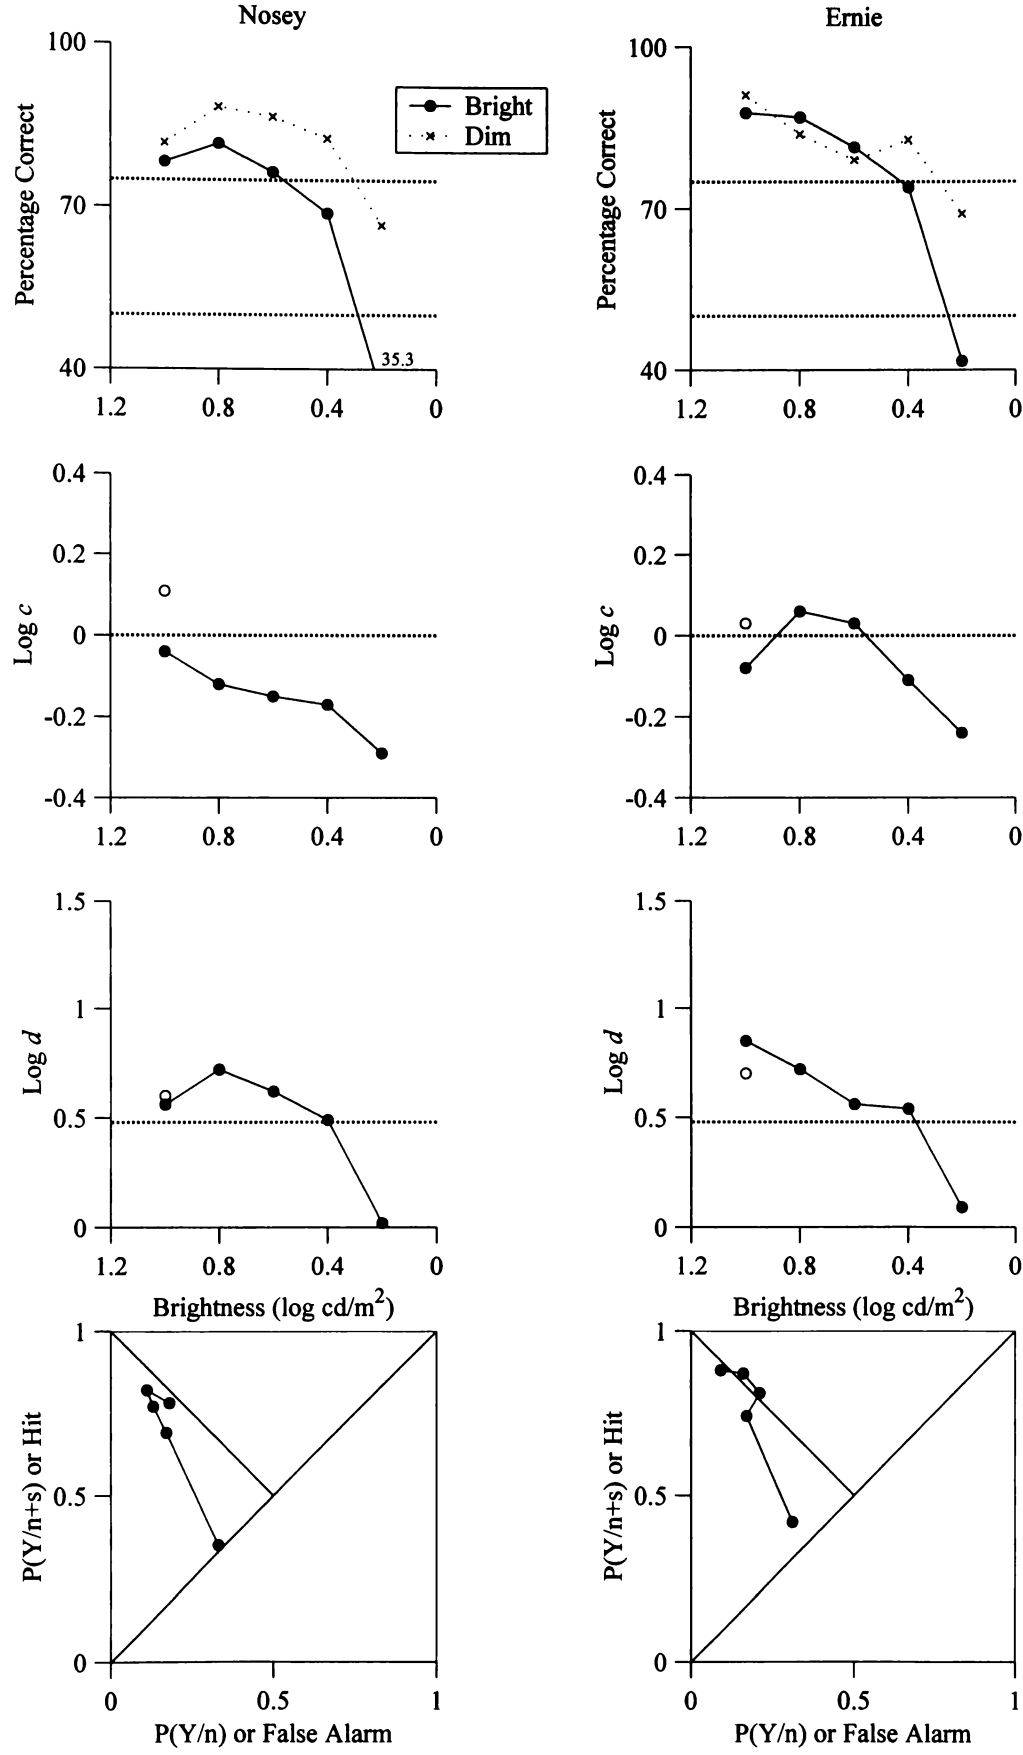 Nosey
100
70
40
Percentage Correct
Bright
Dim
35.3
1.2 0.8 0.4 0
Ernie
100
70
40
Percentage Correct
1.2 0.8 0.4 0
0.4
0.2
0
-0.2
-0.4
Log c
1.2 0.8 0.4 0
0.4
0.2
0
-0.2
-0.4
Log c
1.2 0.8 0.4 0
1.5
1
0.5
0
Log d
1.2 0.8 0.4 0
Brightness (log cd/m²)
1.5
1
0.5
0
Log d
1.2 0.8 0.4 0
Brightness (log cd/m²)
1
0.5
0
P(Y/n+s) or Hit
0 0.5 1
P(Y/n) or False Alarm
1
0.5
0
P(Y/n+s) or Hit
0 0.5 1
P(Y/n) or False Alarm